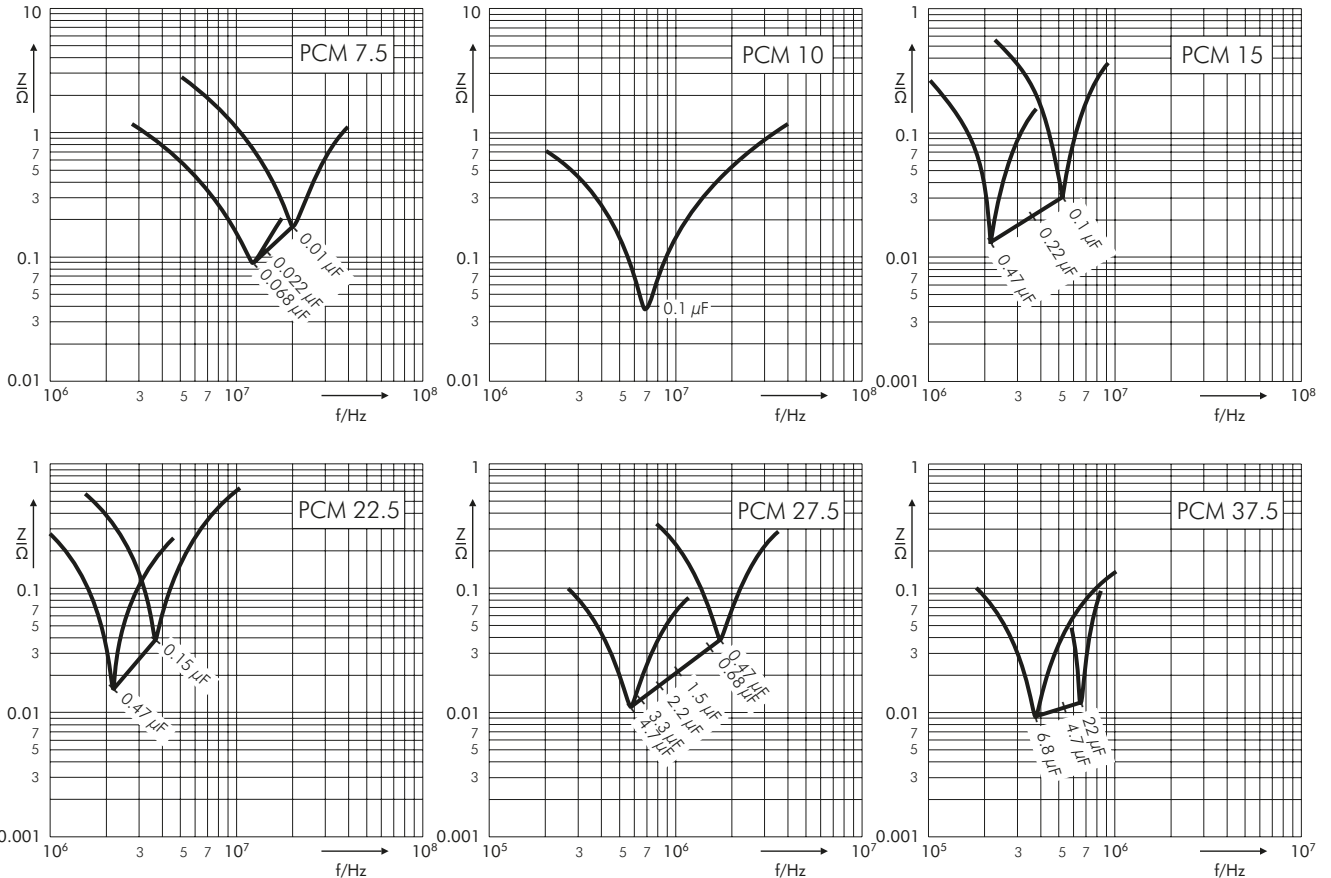 10
PCM 7.5
Z
Ω
1
7
5
3
0.1
7
5
3
0.01
0.01 µF
0.022 µF
0.068 µF
10⁶ 3 5 7 10⁷ 10⁸
f/Hz
10
PCM 10
Z
Ω
1
7
5
3
0.1
7
5
3
0.01
0.1 µF
10⁶ 3 5 7 10⁷ 10⁸
f/Hz
1
PCM 15
Z
Ω
0.1
7
5
3
0.01
7
5
3
0.001
0.1 µF
0.22 µF
0.47 µF
10⁶ 3 5 7 10⁷ 10⁸
f/Hz
1
PCM 22.5
Z
Ω
0.1
7
5
3
0.01
7
5
3
0.001
0.15 µF
0.47 µF
10⁶ 3 5 7 10⁷ 10⁸
f/Hz
1
PCM 27.5
Z
Ω
0.1
7
5
3
0.01
7
5
3
0.001
0.47 µF
0.68 µF
1.5 µF
2.2 µF
3.3 µF
4.7 µF
10⁵ 3 5 7 10⁶ 10⁷
f/Hz
1
PCM 37.5
Z
Ω
0.1
7
5
3
0.01
7
5
3
0.001
22 µF
4.7 µF
6.8 µF
10⁵ 3 5 7 10⁶ 10⁷
f/Hz